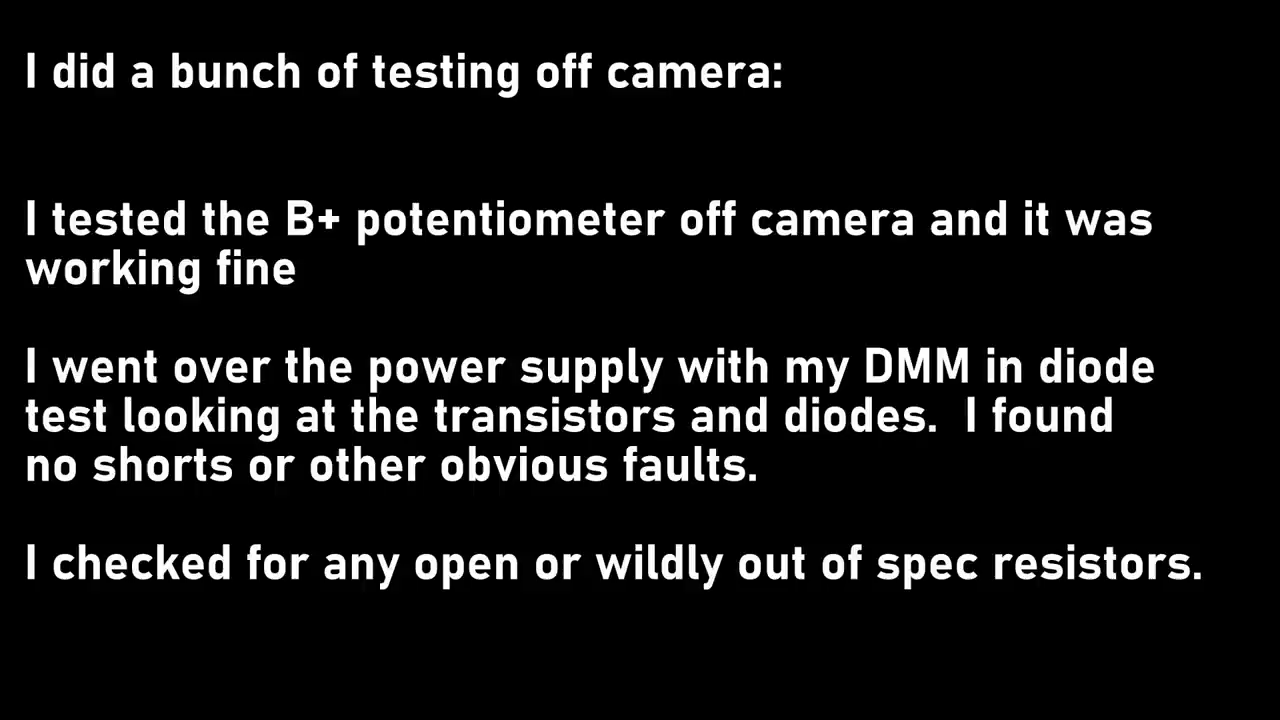 I did a bunch of testing off camera:
I tested the B+ potentiometer off camera and it was
working fine
I went over the power supply with my DMM in diode
test looking at the transistors and diodes.  I found
no shorts or other obvious faults.
I checked for any open or wildly out of spec resistors.